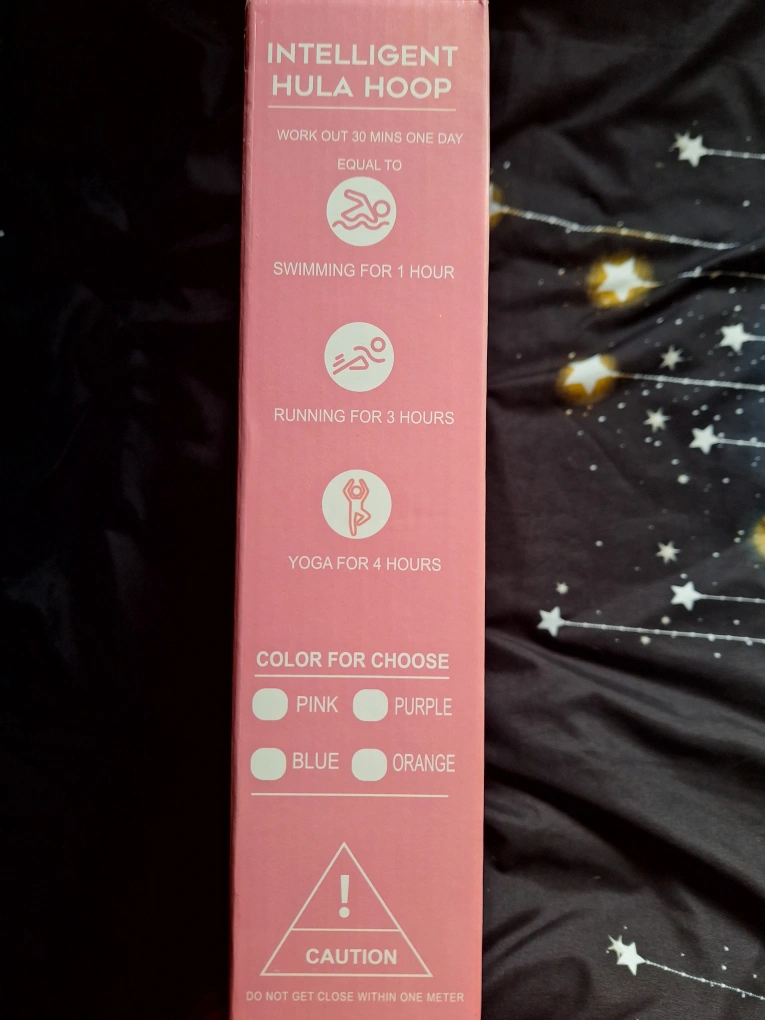 INTELLIGENT
HULA HOOP
WORK OUT 30 MINS ONE DAY
EQUAL TO
SWIMMING FOR 1 HOUR
RUNNING FOR 3 HOURS
YOGA FOR 4 HOURS
COLOR FOR CHOOSE
PINK PURPLE
BLUE ORANGE
!
CAUTION
DO NOT GET CLOSE WITHIN ONE METER